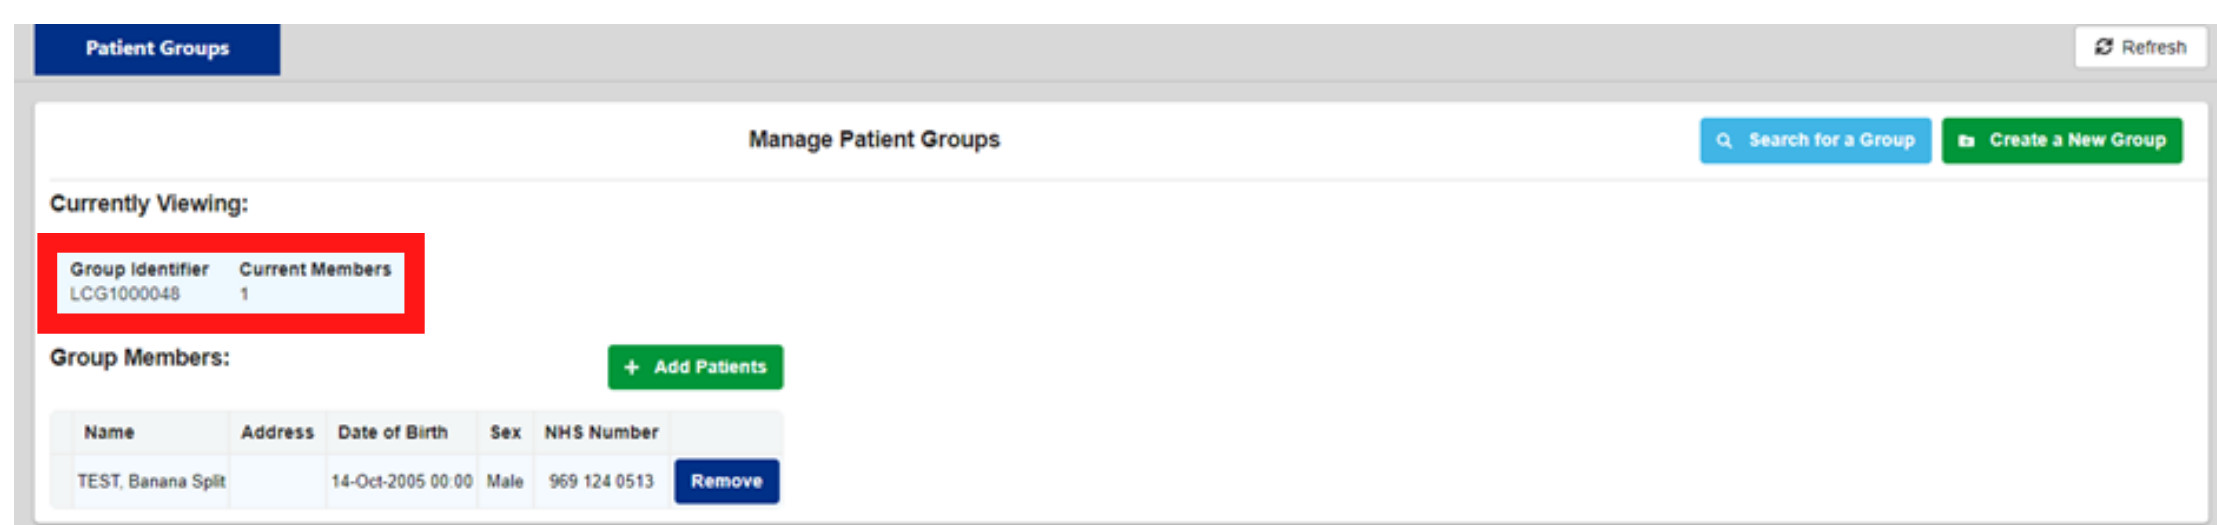 Patient Groups
Refresh
Manage Patient Groups
Search for a Group
Create a New Group
Currently Viewing:
Group Identifier Current Members
LCG1000048 1
Group Members:
+ Add Patients
Name Address Date of Birth Sex NHS Number
TEST, Banana Split 14-Oct-2005 00:00 Male 969 124 0513 Remove